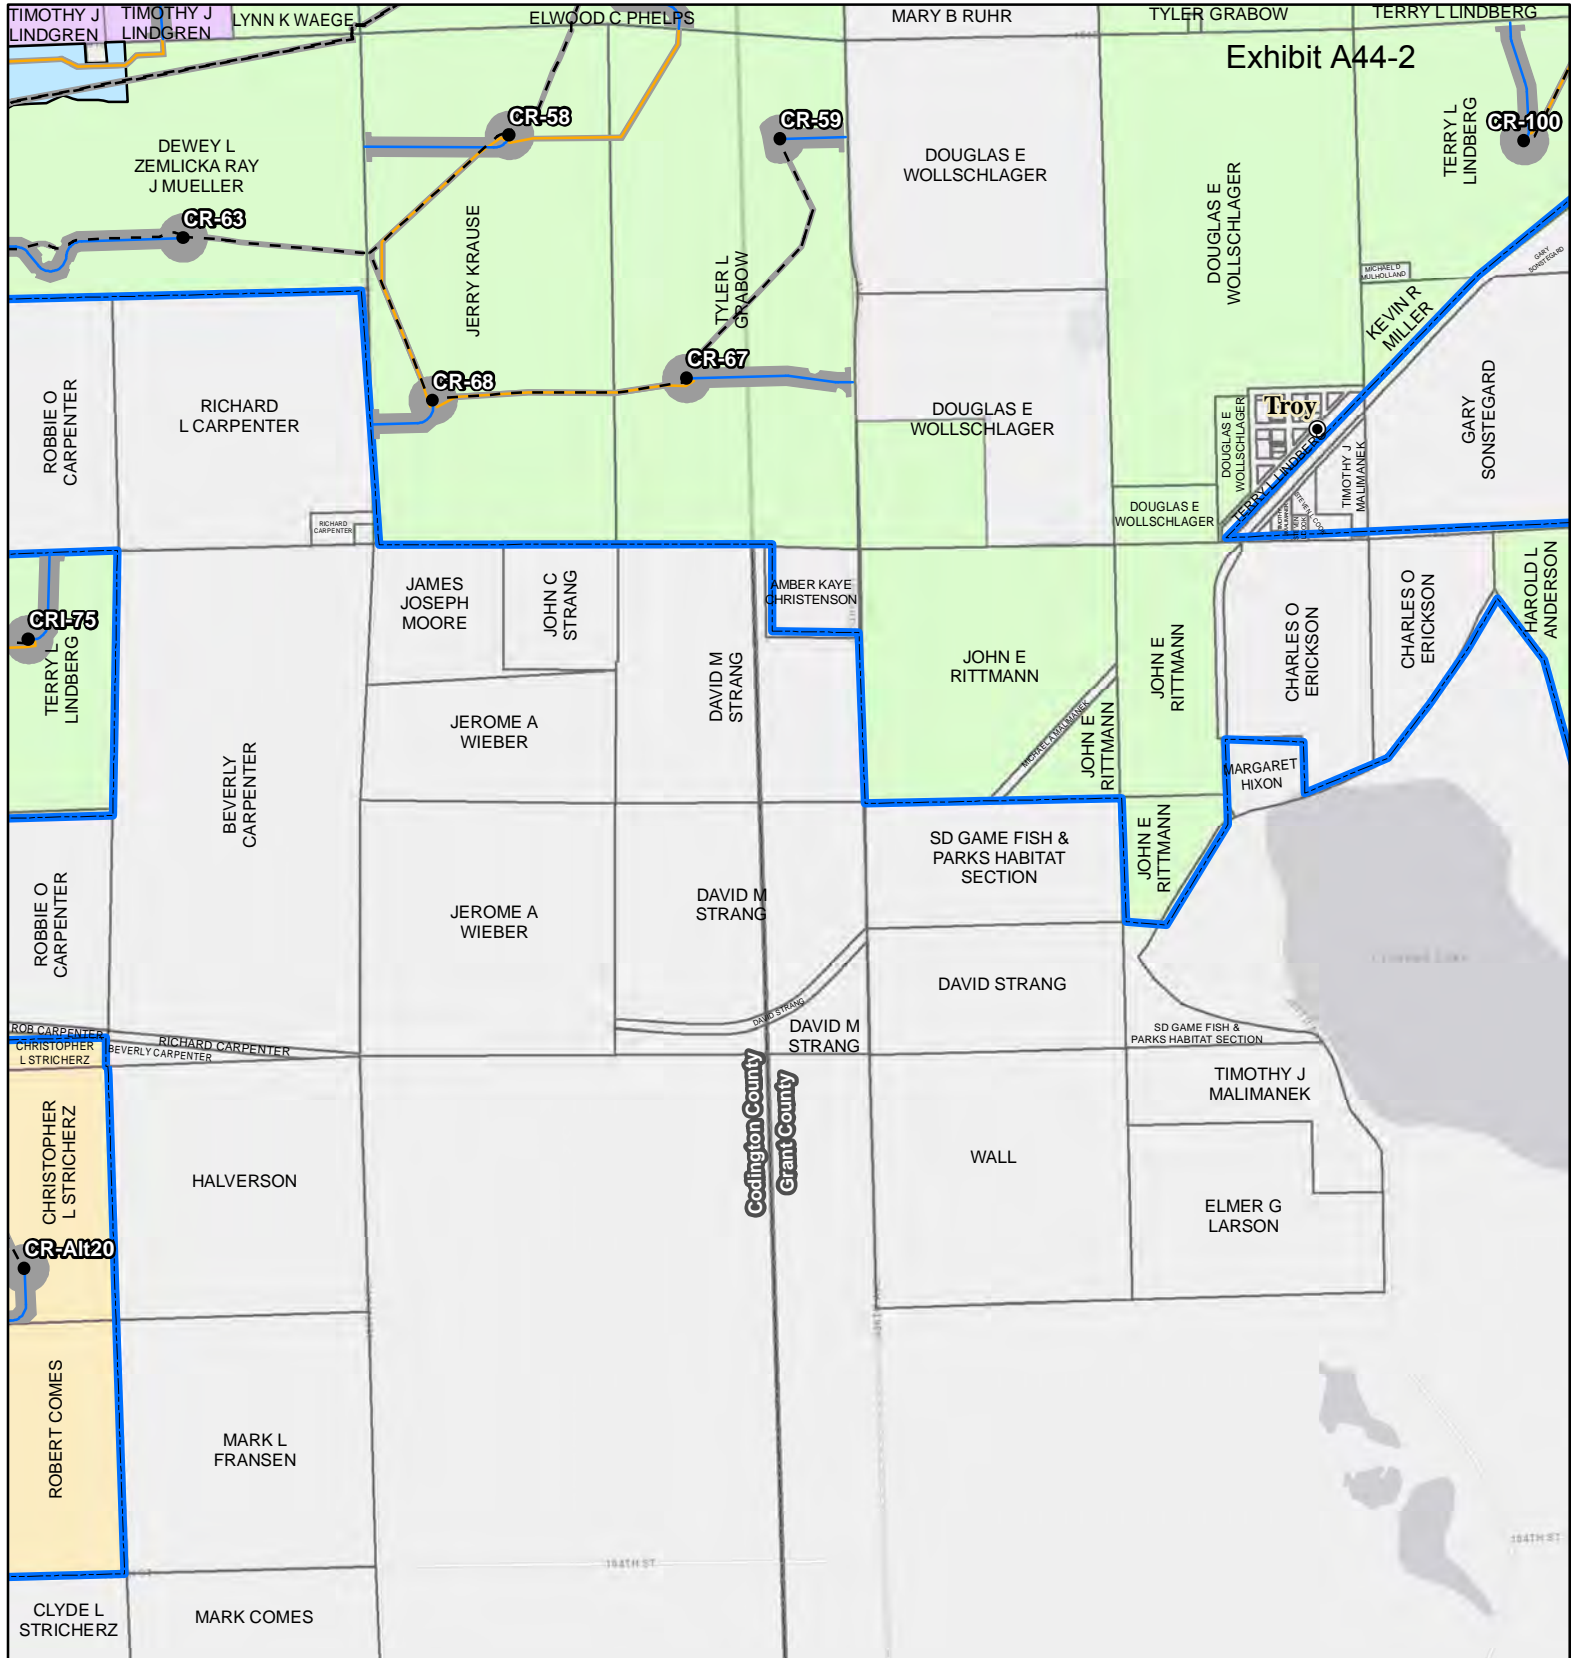 TIMOTHY J
LINDGREN
TIMOTHY J
LINDGREN
LYNN K WAEGE
ELWOOD C PHELPS
MARY B RUHR
TYLER GRABOW
TERRY L LINDBERG
Exhibit A44-2
CR-58
CR-59
CR-100
DEWEY L
ZEMLICKA RAY
J MUELLER
DOUGLAS E
WOLLSCHLAGER
TERRY L
LINDBERG
DOUGLAS E
WOLLSCHLAGER
CR-63
JERRY KRAUSE
TYLER L
GRABOW
GARY
SONSTEGARD
MICHAEL D
MULHOLLAND
KEVIN R
MILLER
CR-67
CR-68
ROBBIE O
CARPENTER
RICHARD
L CARPENTER
DOUGLAS E
WOLLSCHLAGER
DOUGLAS E
WOLLSCHLAGER
Troy
TERRY L LINDBERG
TIMOTHY J
MALIMANEK
GARY
SONSTEGARD
RICHARD
CARPENTER
DOUGLAS E
WOLLSCHLAGER
STEVEN L COOK
JAMES
JOSEPH
MOORE
JOHN C
STRANG
AMBER KAYE
CHRISTENSON
HAROLD L
ANDERSON
CRI-75
TERRY L
LINDBERG
DAVID M
STRANG
JOHN E
RITTMANN
JOHN E
RITTMANN
CHARLES O
ERICKSON
CHARLES O
ERICKSON
JEROME A
WIEBER
MICHAEL A MALIMANEK
JOHN E
RITTMANN
BEVERLY
CARPENTER
MARGARET
HIXON
SD GAME FISH &
PARKS HABITAT
SECTION
JOHN E
RITTMANN
ROBBIE O
CARPENTER
JEROME A
WIEBER
DAVID M
STRANG
DAVID STRANG
DAVID STRANG
DAVID M
STRANG
SD GAME FISH &
PARKS HABITAT SECTION
ROB CARPENTER
CHRISTOPHER
L STRICHERZ
RICHARD CARPENTER
BEVERLY CARPENTER
TIMOTHY J
MALIMANEK
Codington County
Grant County
CHRISTOPHER
L STRICHERZ
HALVERSON
WALL
ELMER G
LARSON
CR-Alt20
ROBERT COMES
MARK L
FRANSEN
184TH ST
184TH ST
CLYDE L
STRICHERZ
MARK COMES